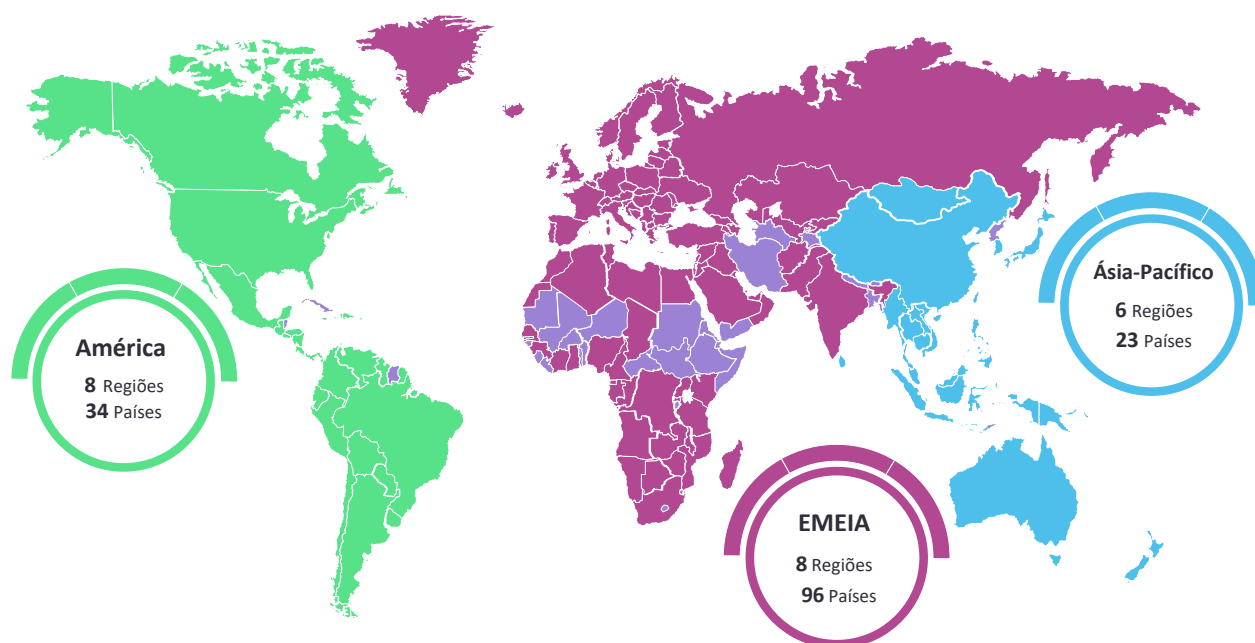 América
8 Regiões
34 Países
Ásia-Pacífico
6 Regiões
23 Países
EMEIA
8 Regiões
96 Países